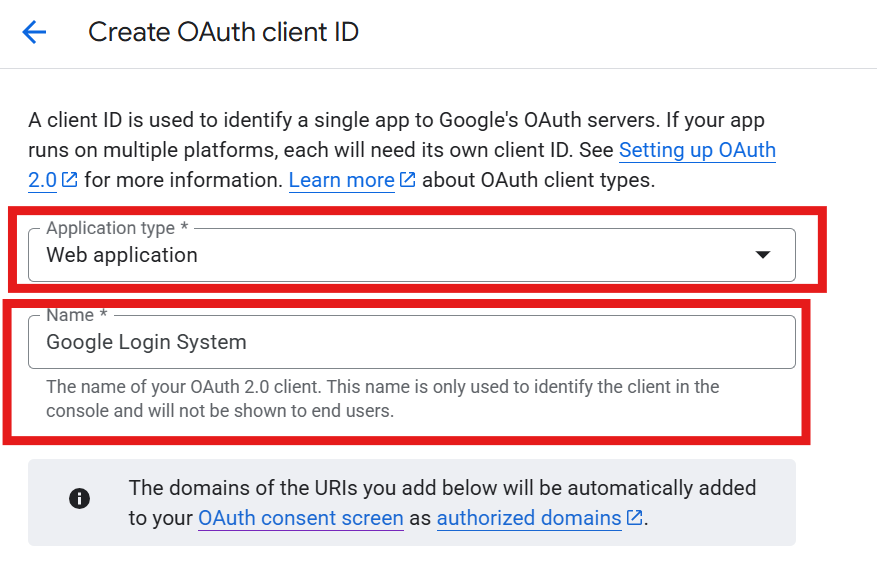 Create OAuth client ID
A client ID is used to identify a single app to Google's OAuth servers. If your app
runs on multiple platforms, each will need its own client ID. See Setting up OAuth
2.0 for more information. Learn more about OAuth client types.
Application type *
Web application
Name *
Google Login System
The name of your OAuth 2.0 client. This name is only used to identify the client in the
console and will not be shown to end users.
The domains of the URIs you add below will be automatically added
to your OAuth consent screen as authorized domains.